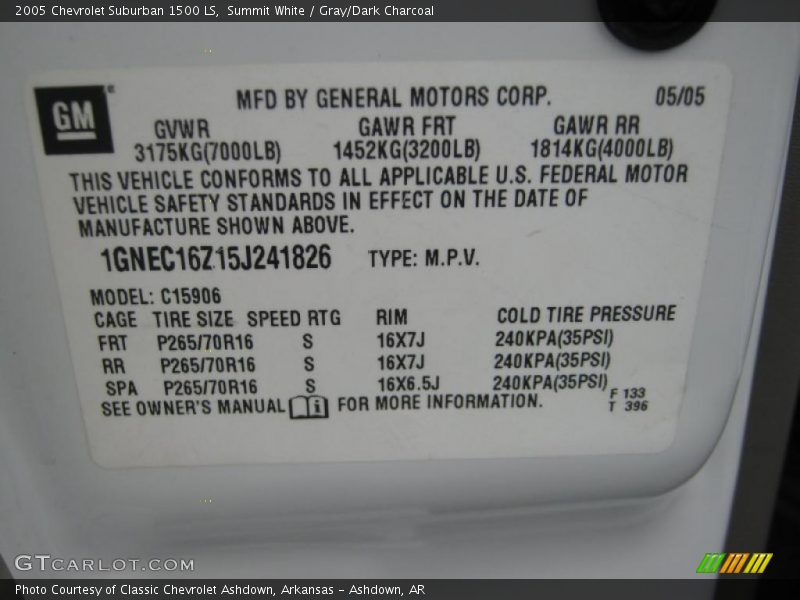 2005 Chevrolet Suburban 1500 LS, Summit White / Gray/Dark Charcoal
GM®
MFD BY GENERAL MOTORS CORP. 05/05
GVWR GAWR FRT GAWR RR
3175KG(7000LB) 1452KG(3200LB) 1814KG(4000LB)
THIS VEHICLE CONFORMS TO ALL APPLICABLE U.S. FEDERAL MOTOR
VEHICLE SAFETY STANDARDS IN EFFECT ON THE DATE OF
MANUFACTURE SHOWN ABOVE.
1GNEC16Z15J241826 TYPE: M.P.V.
MODEL: C15906
CAGE TIRE SIZE SPEED RTG RIM COLD TIRE PRESSURE
FRT P265/70R16 S 16X7J 240KPA(35PSI)
RR P265/70R16 S 16X7J 240KPA(35PSI)
SPA P265/70R16 S 16X6.5J 240KPA(35PSI)
SEE OWNER'S MANUAL i FOR MORE INFORMATION.
F 133
T 396
GTCARLOT.COM
Photo Courtesy of Classic Chevrolet Ashdown, Arkansas - Ashdown, AR